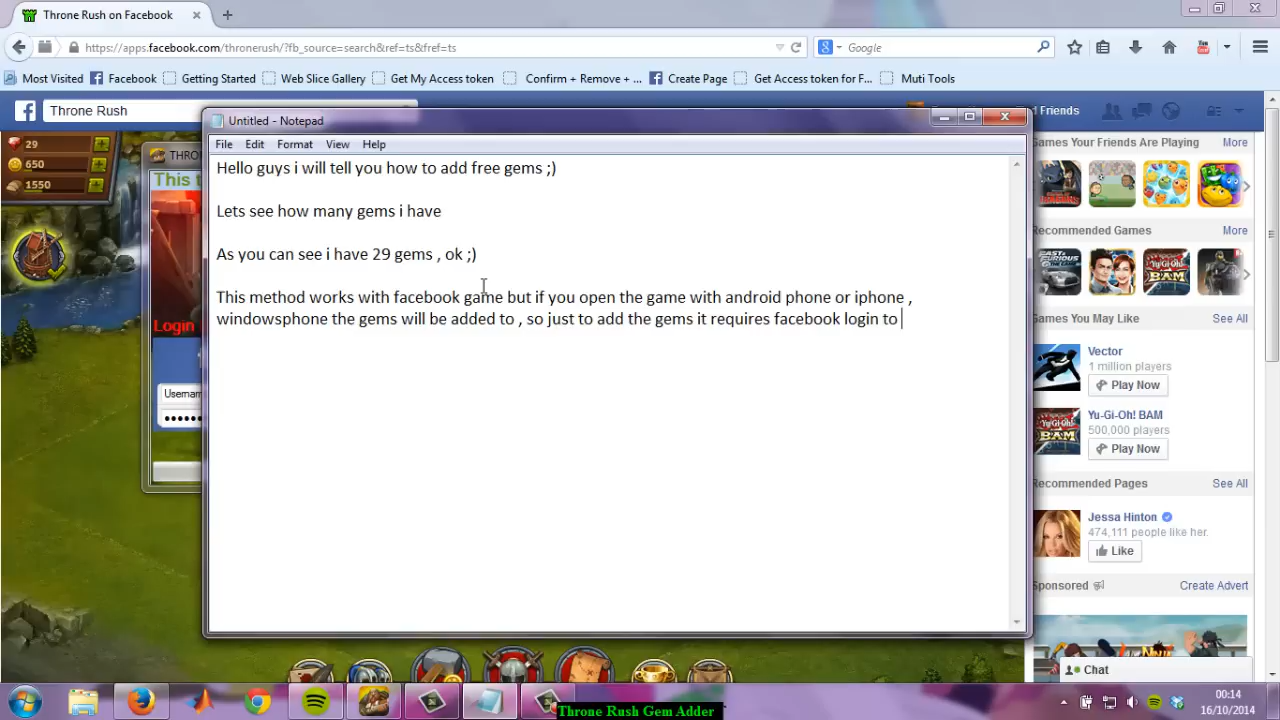 Throne Rush on Facebook
https://apps.facebook.com/thronerush/?fb_source=search&ref=ts&fref=ts
Google
Most Visited
Facebook
Getting Started
Web Slice Gallery
Get My Access token
Confirm + Remove + ...
Create Page
Get Access token for F...
Muti Tools
Throne Rush
Friends
Untitled - Notepad
File Edit Format View Help
Hello guys i will tell you how to add free gems ;)
Lets see how many gems i have
As you can see i have 29 gems , ok ;)
This method works with facebook game but if you open the game with android phone or iphone ,
windowsphone the gems will be added to , so just to add the gems it requires facebook login to
29
650
1550
THRO
This t
Login
Usernam
Games Your Friends Are Playing
More
Recommended Games
More
Games You May Like
Vector
1 million players
Play Now
Yu-Gi-Oh! BAM
500,000 players
Play Now
Recommended Pages
See All
Jessa Hinton
474,111 people like her.
Like
Sponsored
Create Advert
Chat
00:14
16/10/2014
Throne Rush Gem Adder